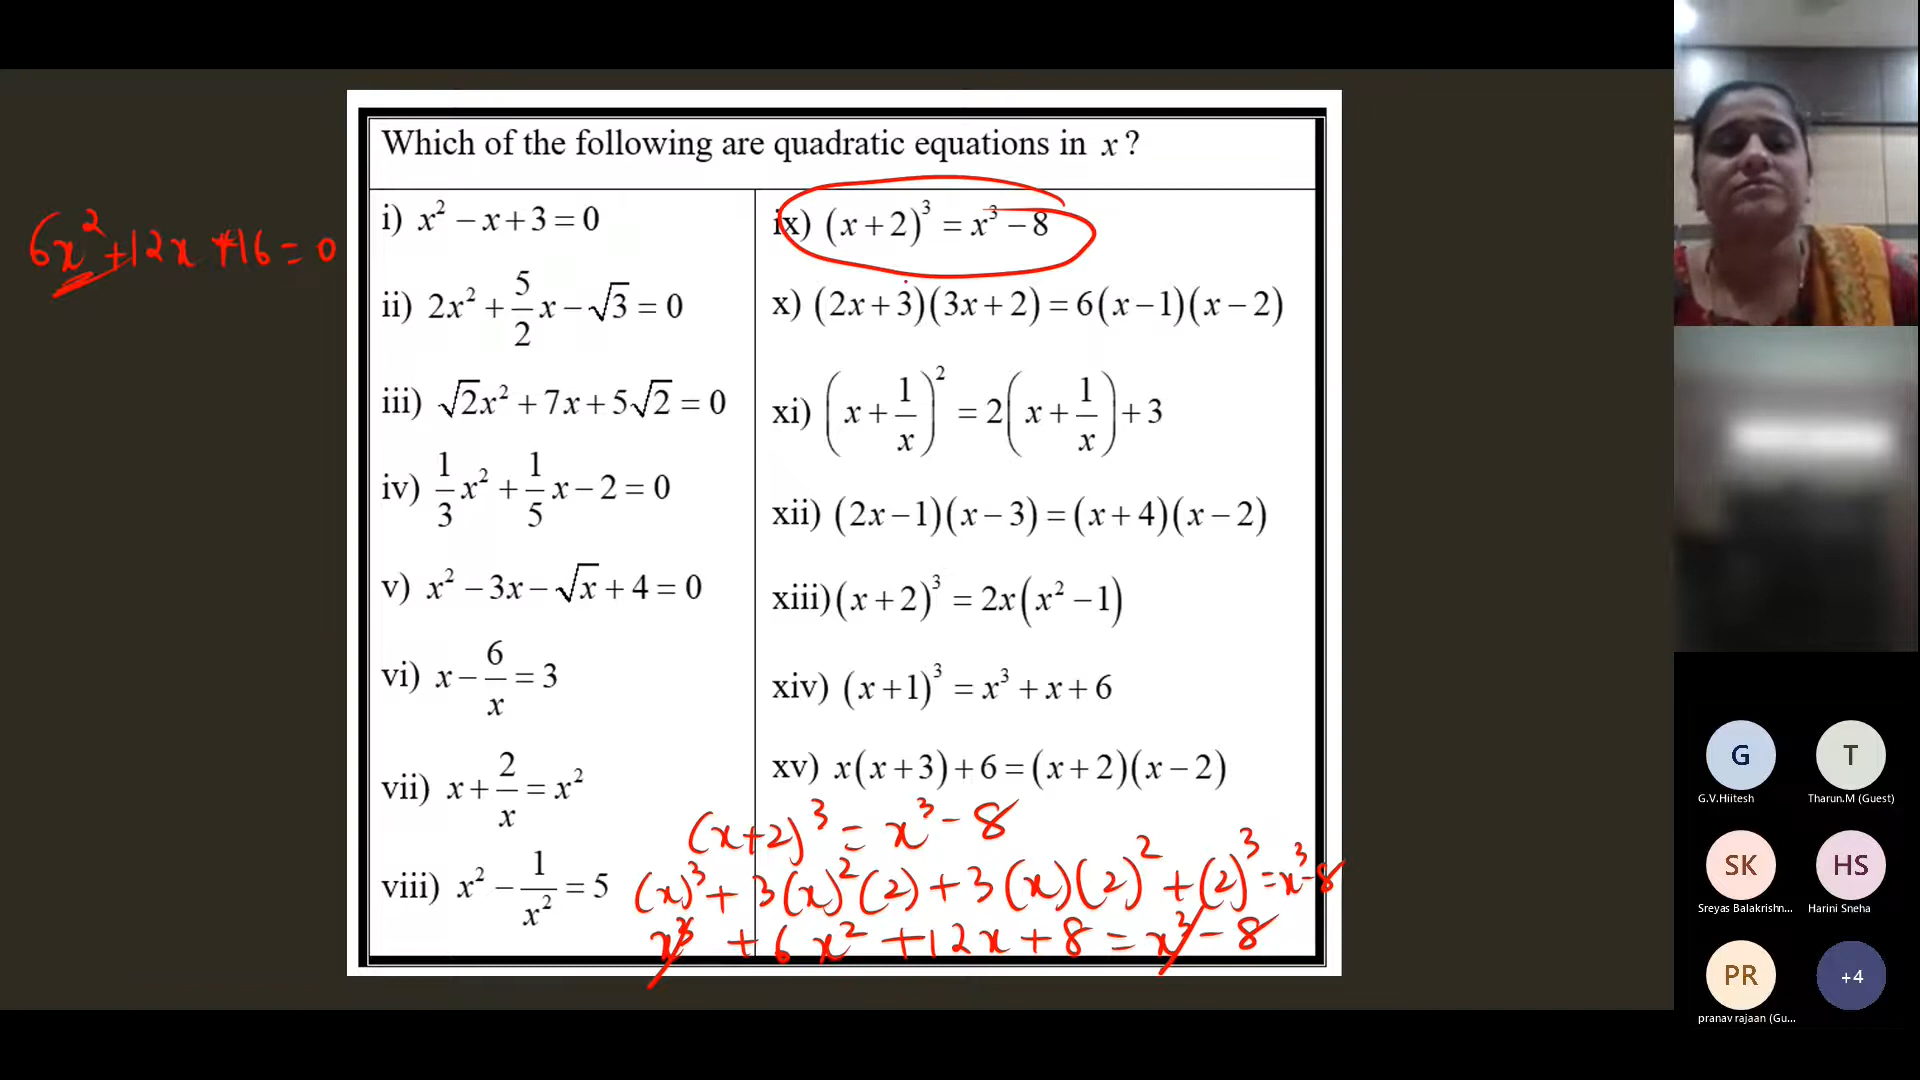 Which of the following are quadratic equations in x?
i) x² − x + 3 = 0
ii) 2x² + 5/2 x − √3 = 0
iii) √2x² + 7x + 5√2 = 0
iv) 1/3 x² + 1/5 x − 2 = 0
v) x² − 3x − √x + 4 = 0
vi) x − 6/x = 3
vii) x + 2/x = x²
viii) x² − 1/x² = 5
ix) (x + 2)³ = x³ − 8
x) (2x + 3)(3x + 2) = 6(x − 1)(x − 2)
xi) (x + 1/x)² = 2(x + 1/x) + 3
xii) (2x − 1)(x − 3) = (x + 4)(x − 2)
xiii) (x + 2)³ = 2x(x² − 1)
xiv) (x + 1)³ = x³ + x + 6
xv) x(x + 3) + 6 = (x + 2)(x − 2)
(x+2)³ = x³ − 8
(x)³ + 3(x)²(2) + 3(x)(2)² + (2)³ = x³ − 8
x³ + 6x² + 12x + 8 = x³ − 8
6x² + 12x + 16 = 0
G
G.V.Hiitesh
T
Tharun.M (Guest)
SK
Sreyas Balakrishn...
HS
Harini Sneha
PR
pranav rajaan (Gu...
+4